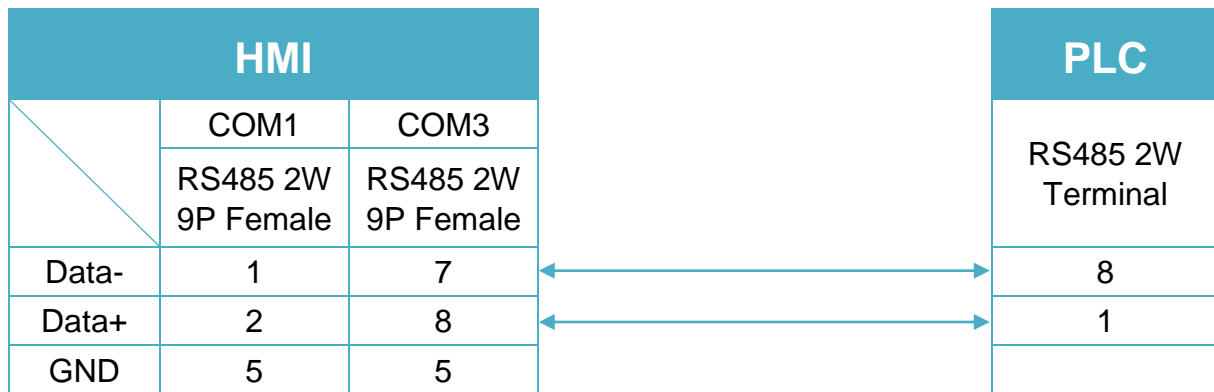 HMI PLC
COM1 COM3
RS485 2W
9P Female
RS485 2W
9P Female
RS485 2W
Terminal
Data- 1 7 8
Data+ 2 8 1
GND 5 5